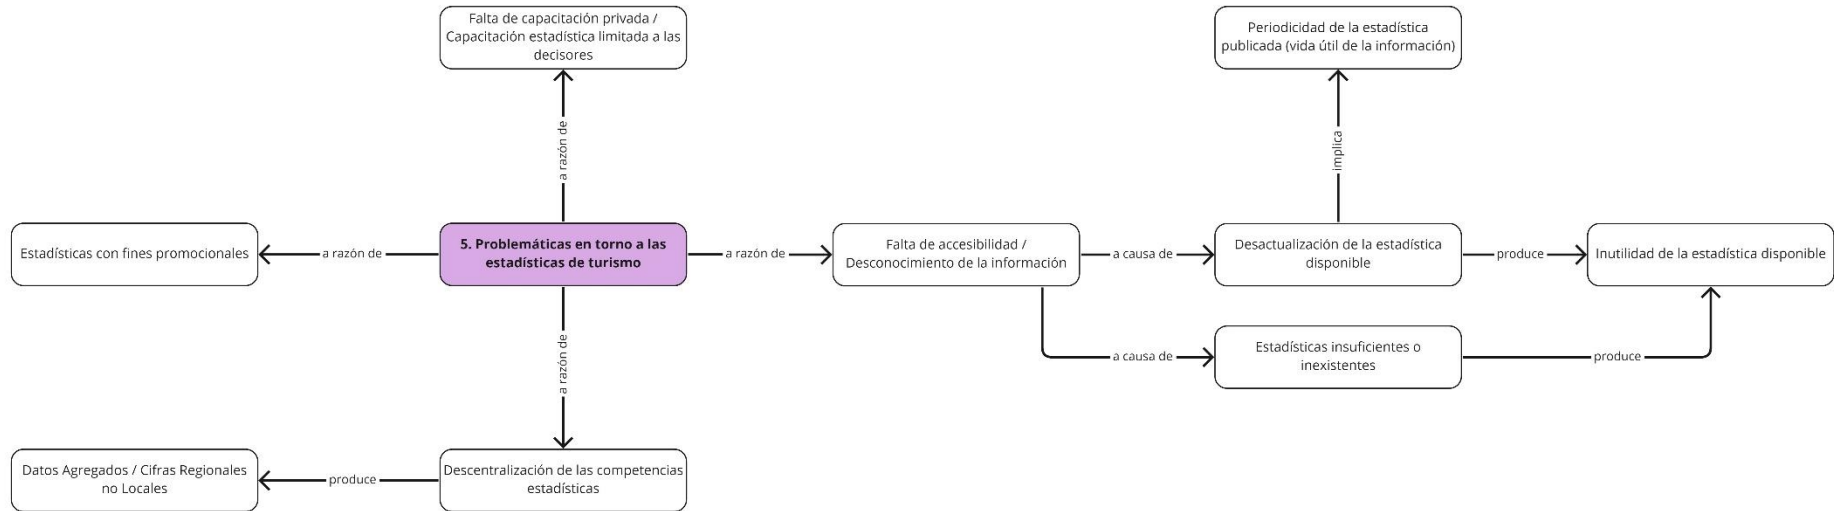 Falta de capacitación privada /
Capacitación estadística limitada a las
decisores
Periodicidad de la estadística
publicada (vida útil de la información)
a razón de
implica
Estadísticas con fines promocionales
a razón de
5. Problemáticas en torno a las
estadísticas de turismo
a razón de
Falta de accesibilidad /
Desconocimiento de la información
a causa de
Desactualización de la estadística
disponible
produce
Inutilidad de la estadística disponible
a razón de
a causa de
Estadísticas insuficientes o
inexistentes
produce
Datos Agregados / Cifras Regionales
no Locales
produce
Descentralización de las competencias
estadísticas